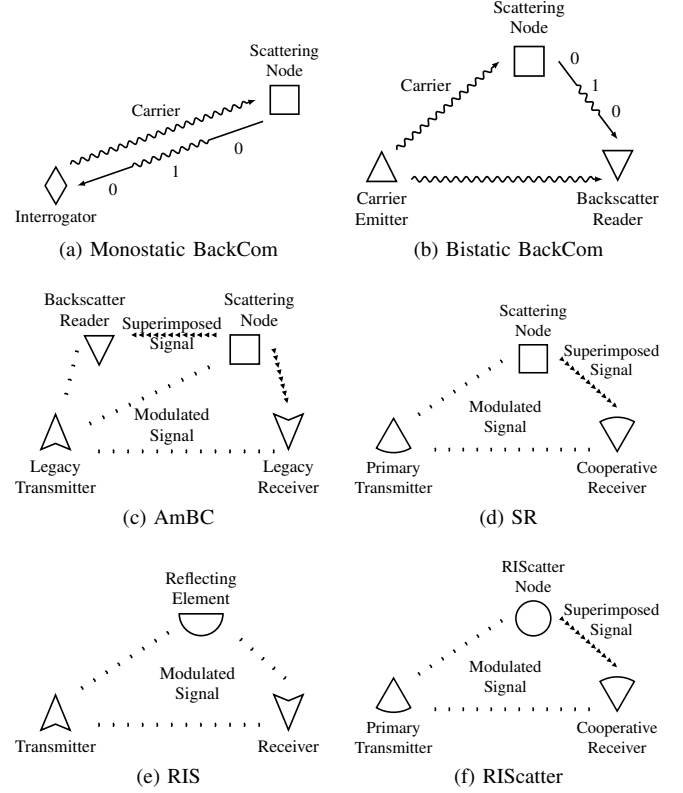 Scattering
Node
Carrier
0
1
0
Interrogator
(a) Monostatic BackCom
Scattering
Node
0
1
0
Carrier
Carrier
Emitter
Backscatter
Reader
(b) Bistatic BackCom
Backscatter
Reader
Superimposed
Signal
Scattering
Node
Modulated
Signal
Legacy
Transmitter
Legacy
Receiver
(c) AmBC
Scattering
Node
Superimposed
Signal
Modulated
Signal
Primary
Transmitter
Cooperative
Receiver
(d) SR
Reflecting
Element
Modulated
Signal
Transmitter
Receiver
(e) RIS
RIScatter
Node
Superimposed
Signal
Modulated
Signal
Primary
Transmitter
Cooperative
Receiver
(f) RIScatter